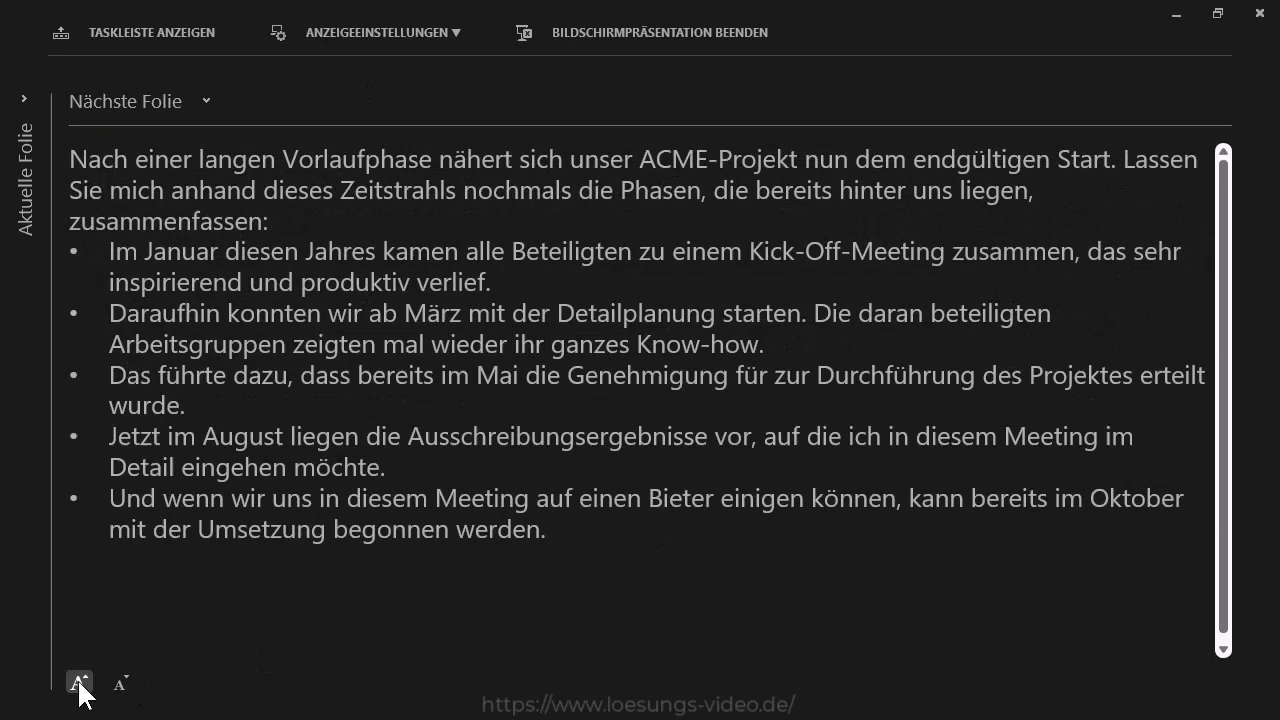 TASKLEISTE ANZEIGEN
ANZEIGEEINSTELLUNGEN ▼
BILDSCHIRMPRÄSENTATION BEENDEN
Aktuelle Folie
Nächste Folie
Nach einer langen Vorlaufphase nähert sich unser ACME-Projekt nun dem endgültigen Start. Lassen
Sie mich anhand dieses Zeitstrahls nochmals die Phasen, die bereits hinter uns liegen,
zusammenfassen:
• Im Januar diesen Jahres kamen alle Beteiligten zu einem Kick-Off-Meeting zusammen, das sehr
inspirierend und produktiv verlief.
• Daraufhin konnten wir ab März mit der Detailplanung starten. Die daran beteiligten
Arbeitsgruppen zeigten mal wieder ihr ganzes Know-how.
• Das führte dazu, dass bereits im Mai die Genehmigung für zur Durchführung des Projektes erteilt
wurde.
• Jetzt im August liegen die Ausschreibungsergebnisse vor, auf die ich in diesem Meeting im
Detail eingehen möchte.
• Und wenn wir uns in diesem Meeting auf einen Bieter einigen können, kann bereits im Oktober
mit der Umsetzung begonnen werden.
A A
https://www.loesungs-video.de/